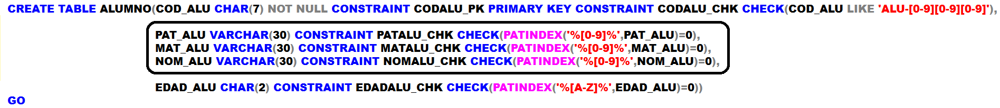 CREATE TABLE ALUMNO(COD_ALU CHAR(7) NOT NULL CONSTRAINT CODALU_PK PRIMARY KEY CONSTRAINT CODALU_CHK CHECK(COD_ALU LIKE 'ALU-[0-9][0-9][0-9]'),
PAT_ALU VARCHAR(30) CONSTRAINT PATALU_CHK CHECK(PATINDEX('%[0-9]%',PAT_ALU)=0),
MAT_ALU VARCHAR(30) CONSTRAINT MATALU_CHK CHECK(PATINDEX('%[0-9]%',MAT_ALU)=0),
NOM_ALU VARCHAR(30) CONSTRAINT NOMALU_CHK CHECK(PATINDEX('%[0-9]%',NOM_ALU)=0),
EDAD_ALU CHAR(2) CONSTRAINT EDADALU_CHK CHECK(PATINDEX('%[A-Z]%',EDAD_ALU)=0))
GO